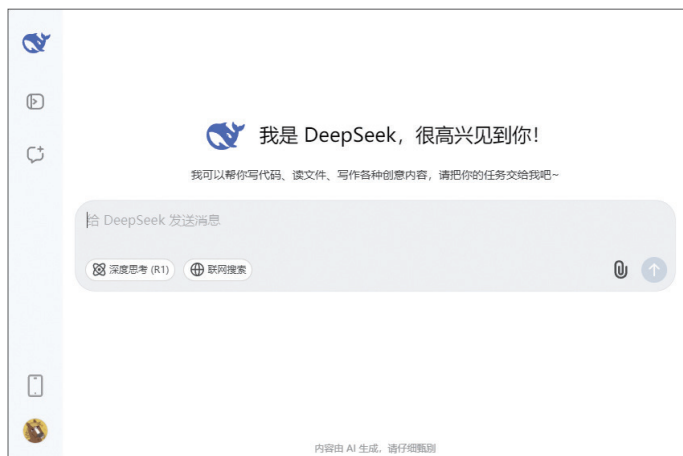 我是 DeepSeek，很高兴见到你！
我可以帮你写代码、读文件、写作各种创意内容，请把你的任务交给我吧~
给 DeepSeek 发送消息
深度思考 (R1) 联网搜索
内容由 AI 生成，请仔细甄别